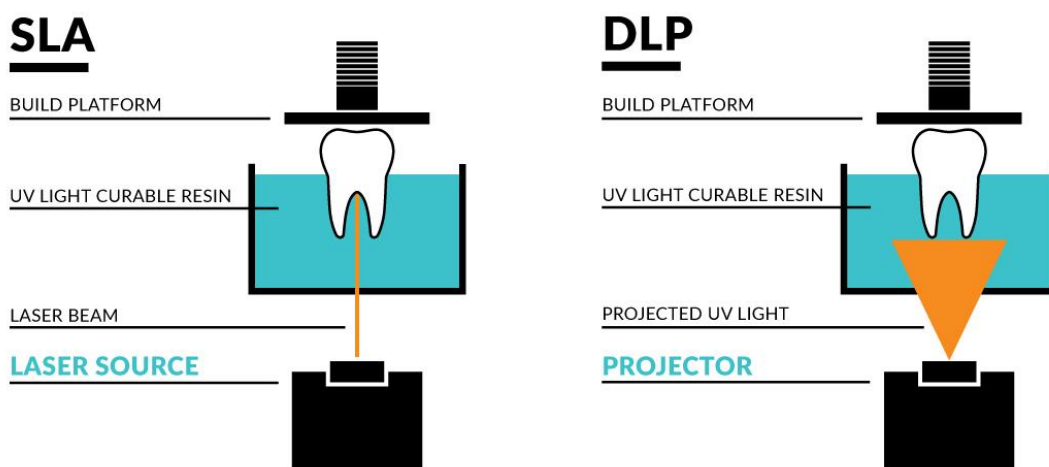 SLA
BUILD PLATFORM
UV LIGHT CURABLE RESIN
LASER BEAM
LASER SOURCE
DLP
BUILD PLATFORM
UV LIGHT CURABLE RESIN
PROJECTED UV LIGHT
PROJECTOR